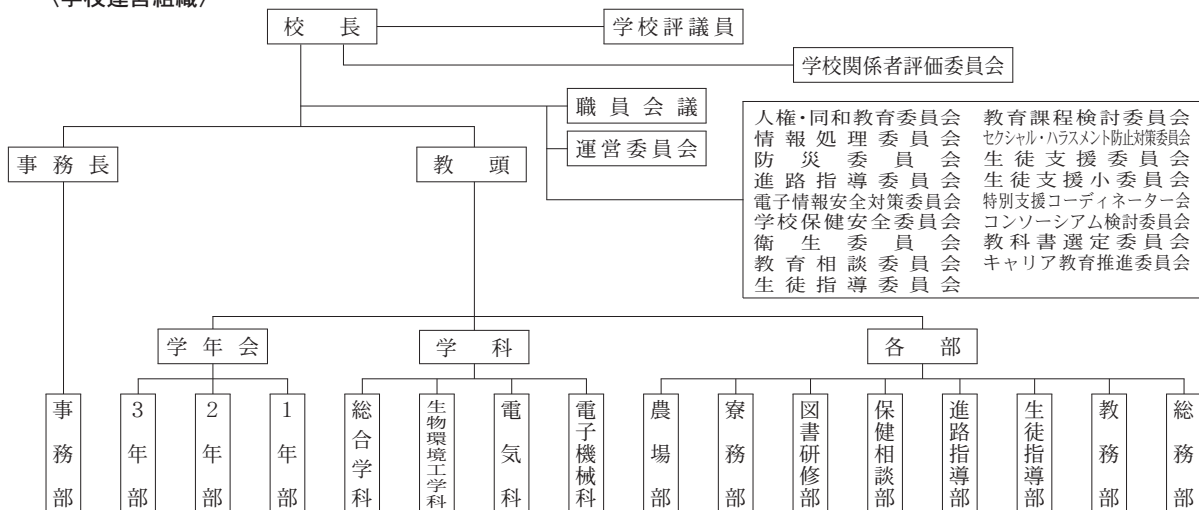 (学校運営組織)
校長
学校評議員
学校関係者評価委員会
職員会議
運営委員会
事務長
教頭
人権・同和教育委員会
情報処理委員会
防災委員会
進路指導委員会
電子情報安全対策委員会
学校保健安全委員会
衛生委員会
教育相談委員会
生徒指導委員会
教育課程検討委員会
セクシャル・ハラスメント防止対策委員会
生徒支援委員会
生徒支援小委員会
特別支援コーディネーター会
コンソーシアム検討委員会
教科書選定委員会
キャリア教育推進委員会
学年会
学科
各部
事務部
3年部
2年部
1年部
総合学科
生物環境工学科
電気科
電子機械科
農場部
寮務部
図書研修部
保健相談部
進路指導部
生徒指導部
教務部
総務部